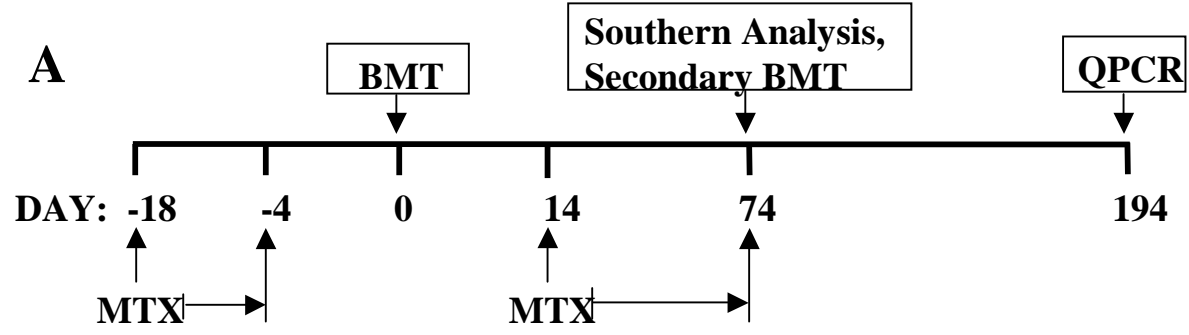 A
BMT
Southern Analysis,
Secondary BMT
QPCR
DAY: -18 -4 0 14 74 194
MTX MTX